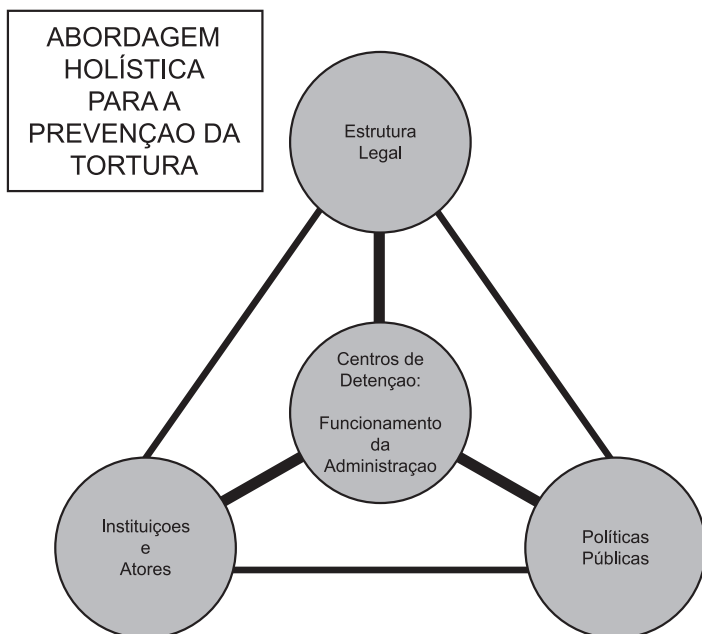 ABORDAGEM
HOLÍSTICA
PARA A
PREVENÇAO DA
TORTURA
Estrutura
Legal
Centros de
Detençao:
Funcionamento
da
Administraçao
Instituiçoes
e
Atores
Políticas
Públicas